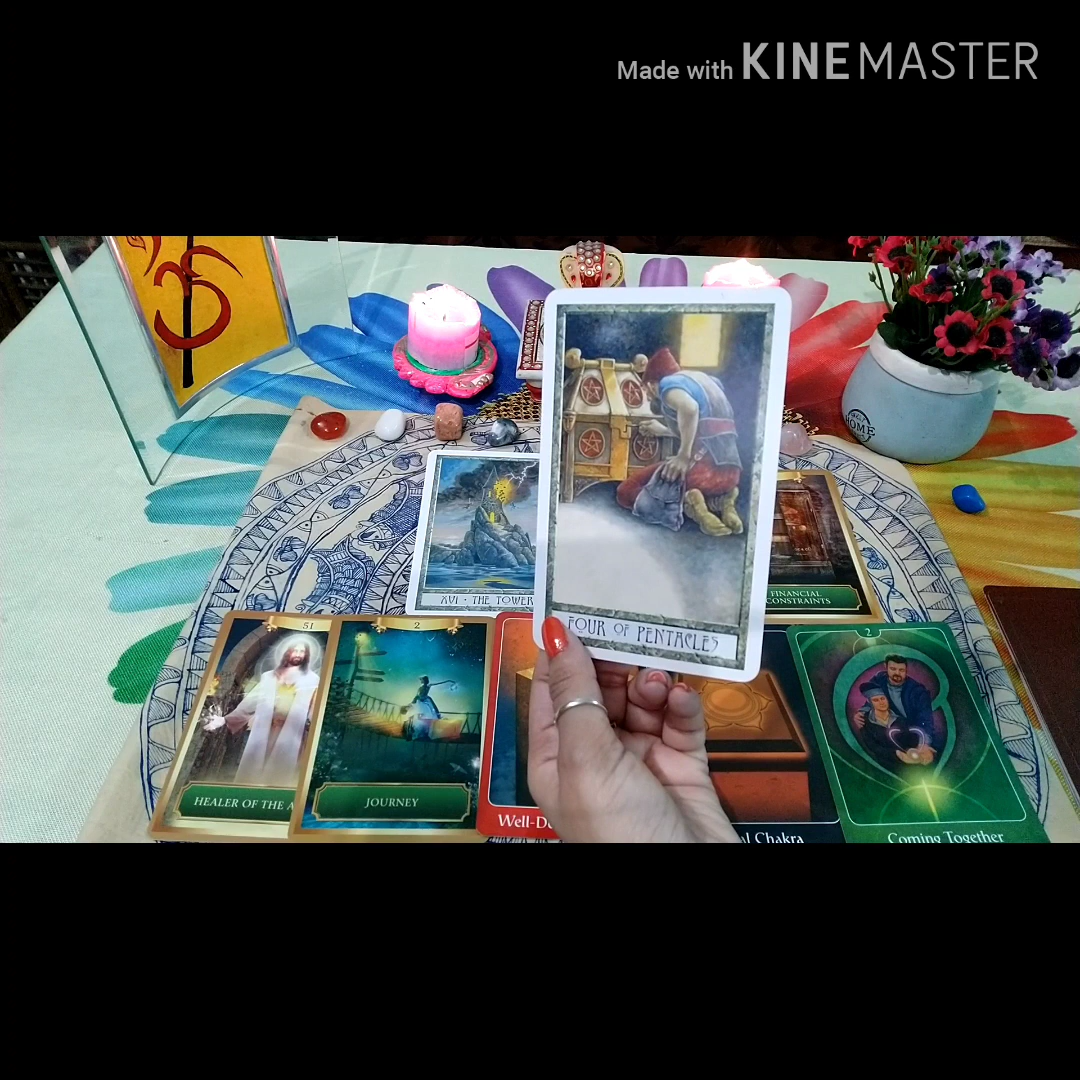 Made with KINEMASTER
HOME
XVI · THE TOWER
FOUR OF PENTACLES
FINANCIAL
CONSTRAINTS
51
HEALER OF THE
2
JOURNEY
Chakra
2
Coming Together